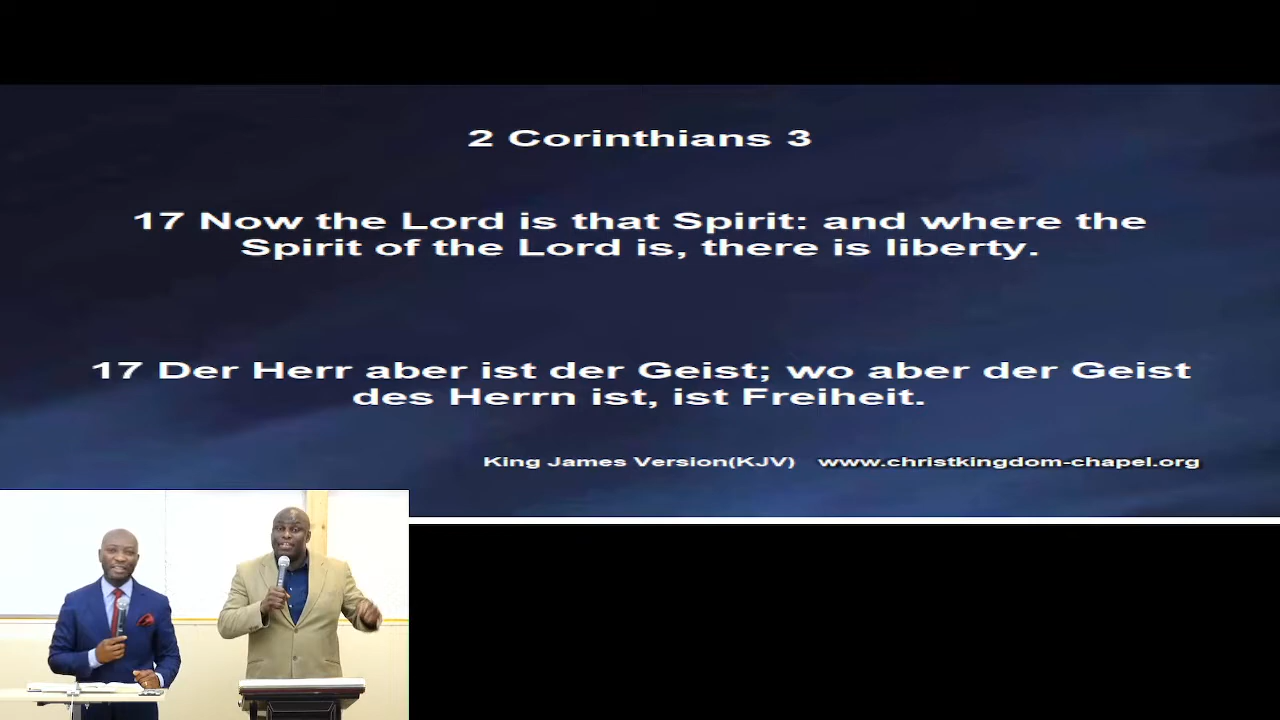 2 Corinthians 3
17 Now the Lord is that Spirit: and where the
Spirit of the Lord is, there is liberty.
17 Der Herr aber ist der Geist; wo aber der Geist
des Herrn ist, ist Freiheit.
King James Version(KJV) www.christkingdom-chapel.org